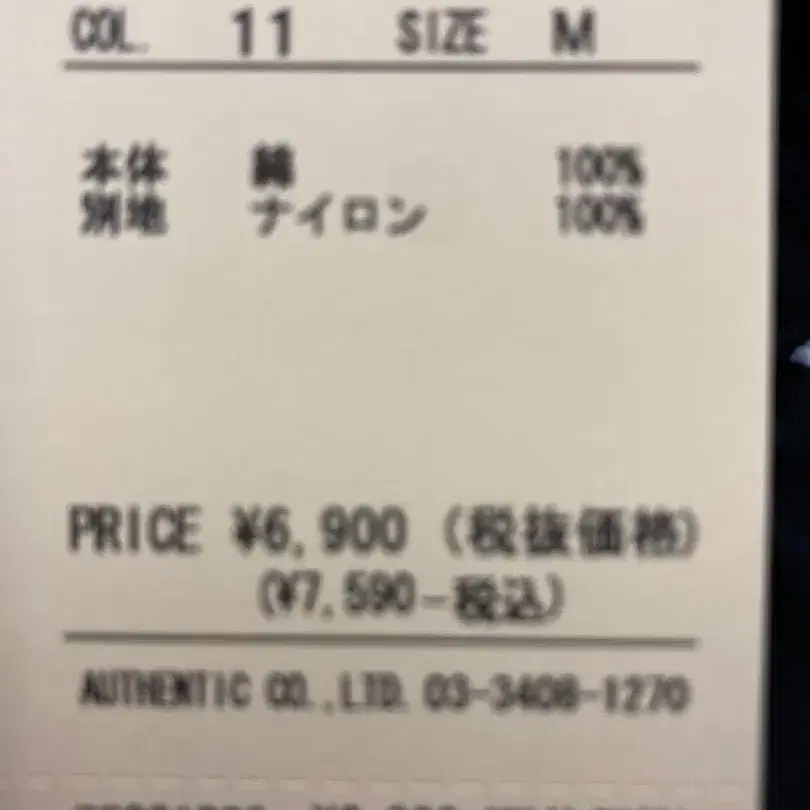 COL. 11 SIZE M
本体 綿 100%
別地 ナイロン 100%
PRICE ¥6,900 (税抜価格)
(¥7,590-税込)
AUTHENTIC CO.,LTD. 03-3408-1270